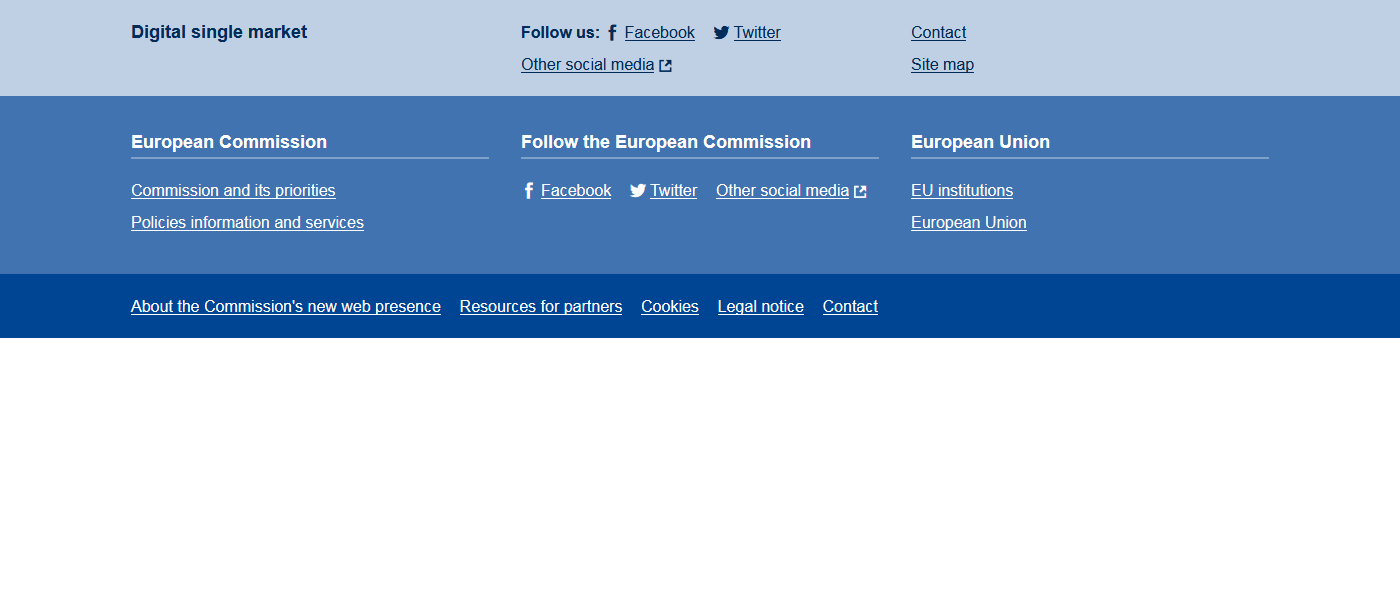 Digital single market
Follow us: Facebook Twitter
Other social media
Contact
Site map
European Commission
Commission and its priorities
Policies information and services
Follow the European Commission
Facebook Twitter Other social media
European Union
EU institutions
European Union
About the Commission's new web presence Resources for partners Cookies Legal notice Contact